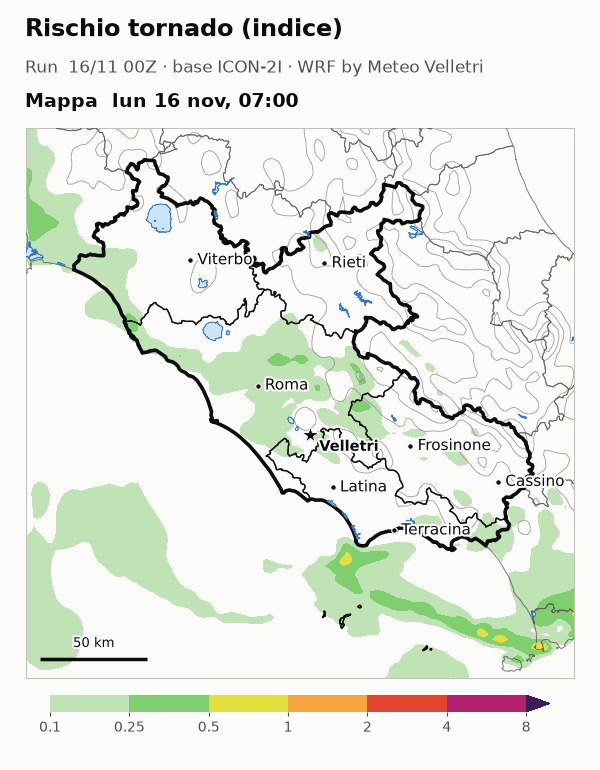 Rischio tornado (indice)
Run  16/11 00Z · base ICON-2I · WRF by Meteo Velletri
Mappa  lun 16 nov, 07:00
Viterbo
Rieti
Roma
Velletri
Frosinone
Cassino
Latina
Terracina
50 km
0.1 0.25 0.5 1 2 4 8